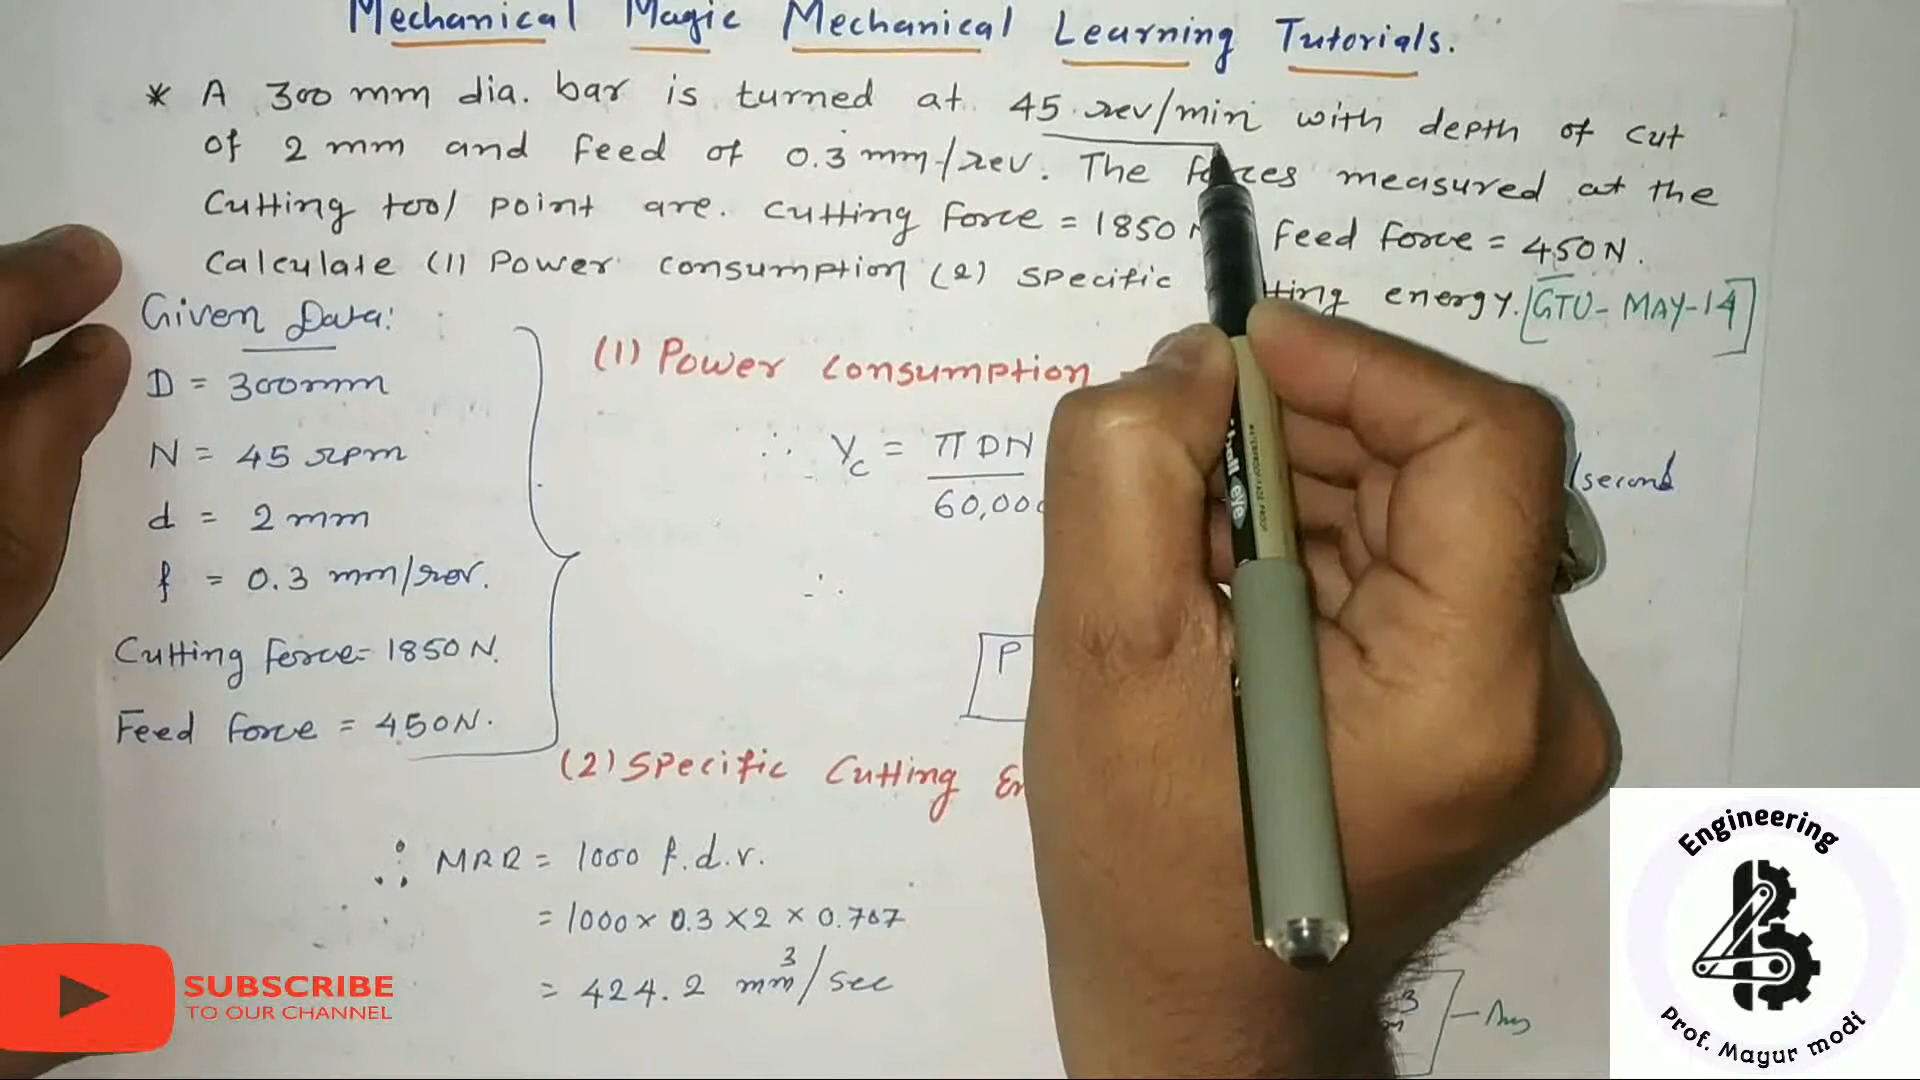 Mechanical Magic Mechanical Learning Tutorials.
* A 300 mm dia. bar is turned at 45 rev/min with depth of cut
of 2 mm and feed of 0.3 mm/rev. The forces measured at the
Cutting tool point are. Cutting force = 1850 N Feed force = 450N.
Calculate (1) Power consumption (2) Specific energy. [GTU-MAY-14]
Given Data:
D = 300mm
N = 45 rpm
d = 2 mm
f = 0.3 mm/rev.
Cutting force= 1850 N.
Feed force = 450N.
(1) Power Consumption
∴ Vc = πDN
60,000
/second
∴
P
(2) Specific Cutting
∴ MRR = 1000 f.d.v.
= 1000 × 0.3 × 2 × 0.707
= 424.2 mm³/sec
- Ans
SUBSCRIBE
TO OUR CHANNEL
Engineering
Prof. Mayur modi